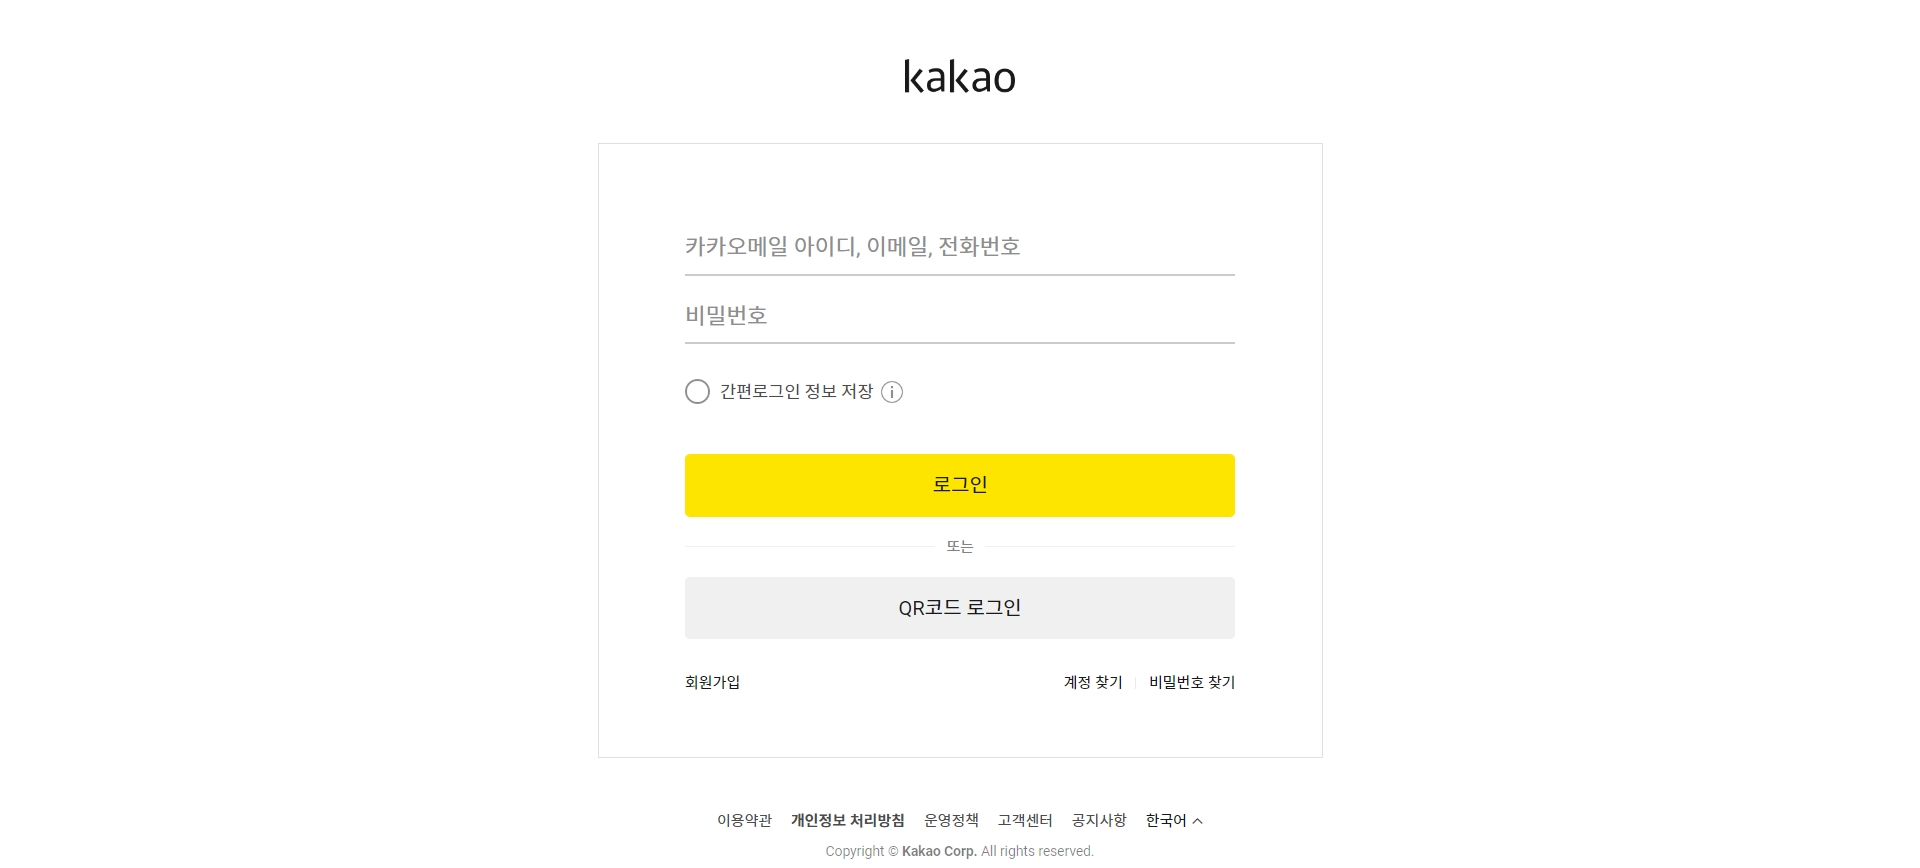 kakao
카카오메일 아이디, 이메일, 전화번호
비밀번호
간편로그인 정보 저장
로그인
또는
QR코드 로그인
회원가입 계정 찾기 비밀번호 찾기
이용약관 개인정보 처리방침 운영정책 고객센터 공지사항 한국어
Copyright © Kakao Corp. All rights reserved.